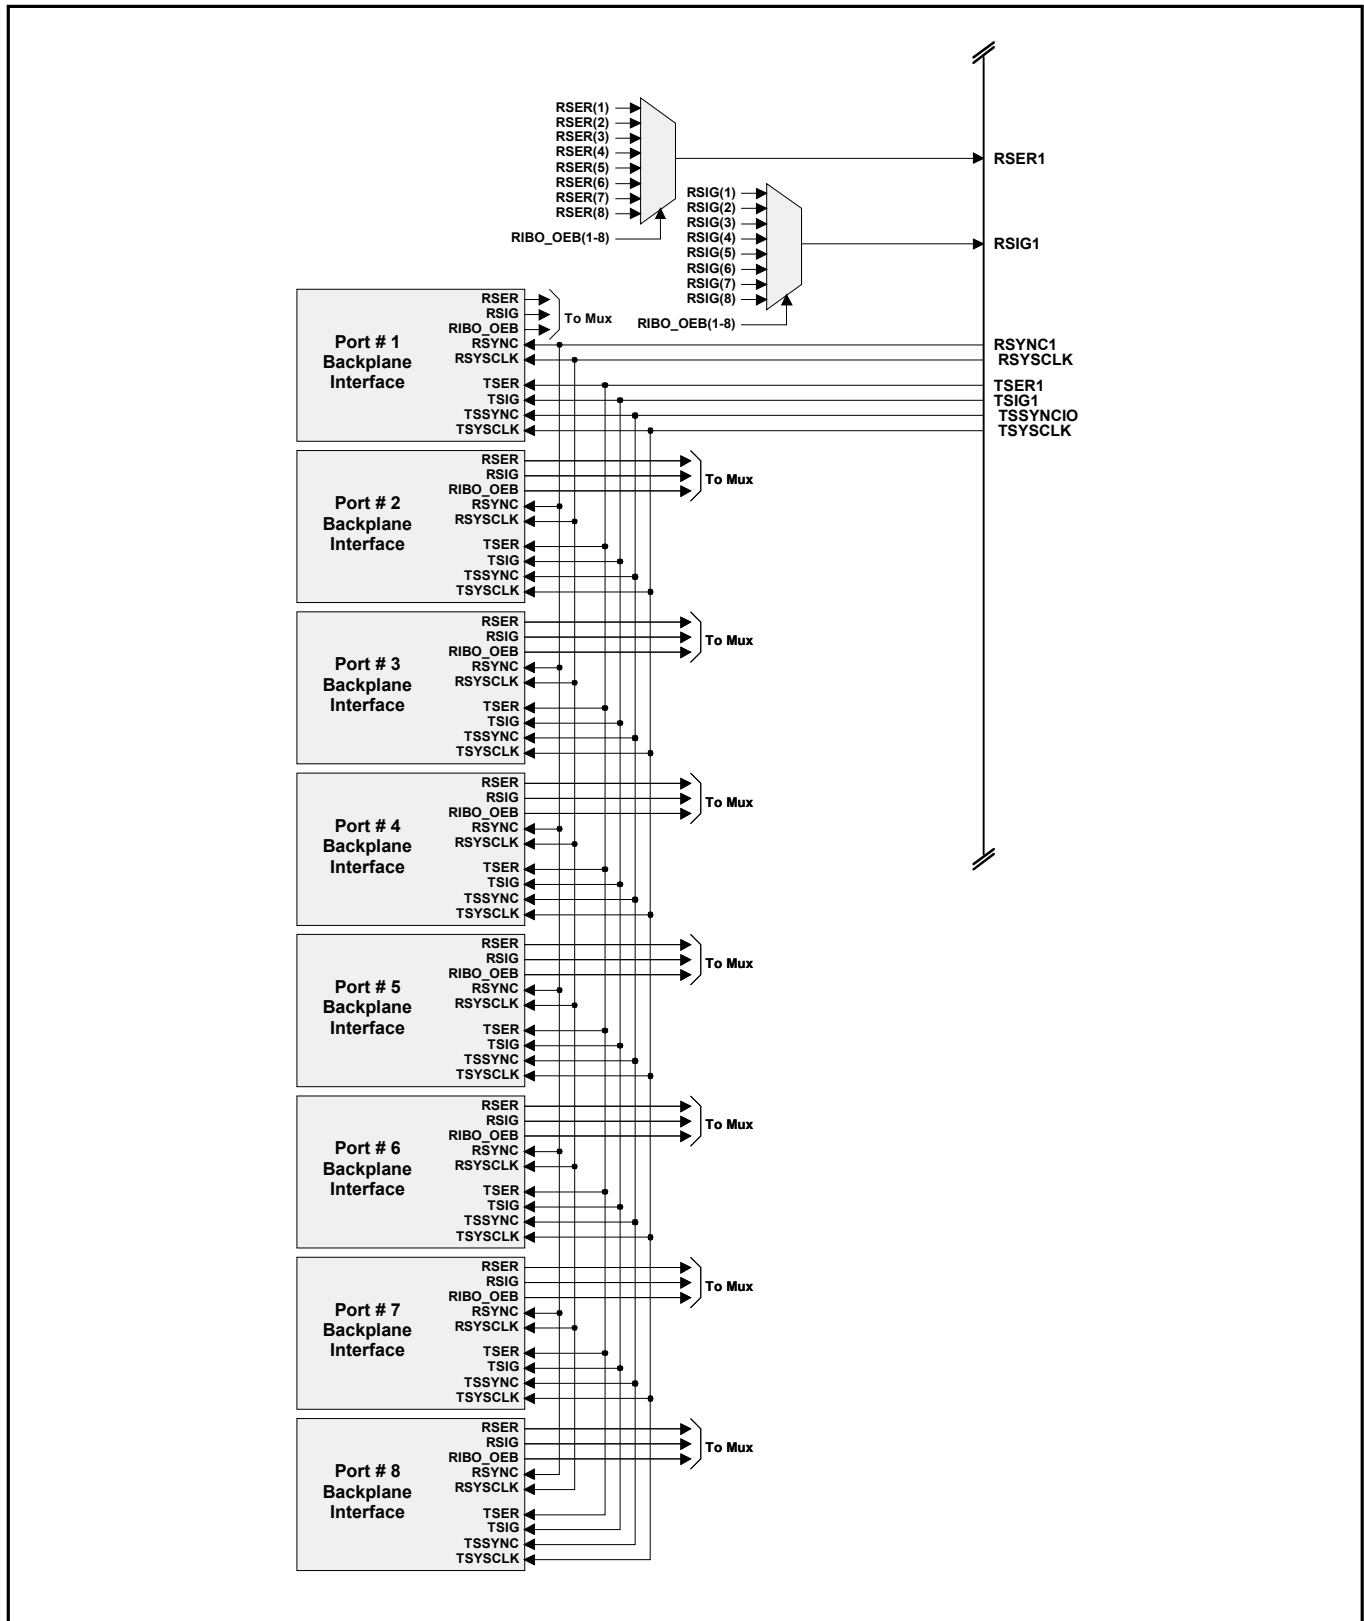 RSER(1)
RSER(2)
RSER(3)
RSER(4)
RSER(5)
RSER(6)
RSER(7)
RSER(8)
RIBO_OEB(1-8)
RSER1
RSIG(1)
RSIG(2)
RSIG(3)
RSIG(4)
RSIG(5)
RSIG(6)
RSIG(7)
RSIG(8)
RIBO_OEB(1-8)
RSIG1
RSYNC1
RSYSCLK
TSER1
TSIG1
TSSYNCIO
TSYSCLK
Port # 1
Backplane
Interface
RSER
RSIG
RIBO_OEB
RSYNC
RSYSCLK
TSER
TSIG
TSSYNC
TSYSCLK
To Mux
Port # 2
Backplane
Interface
RSER
RSIG
RIBO_OEB
RSYNC
RSYSCLK
TSER
TSIG
TSSYNC
TSYSCLK
To Mux
Port # 3
Backplane
Interface
RSER
RSIG
RIBO_OEB
RSYNC
RSYSCLK
TSER
TSIG
TSSYNC
TSYSCLK
To Mux
Port # 4
Backplane
Interface
RSER
RSIG
RIBO_OEB
RSYNC
RSYSCLK
TSER
TSIG
TSSYNC
TSYSCLK
To Mux
Port # 5
Backplane
Interface
RSER
RSIG
RIBO_OEB
RSYNC
RSYSCLK
TSER
TSIG
TSSYNC
TSYSCLK
To Mux
Port # 6
Backplane
Interface
RSER
RSIG
RIBO_OEB
RSYNC
RSYSCLK
TSER
TSIG
TSSYNC
TSYSCLK
To Mux
Port # 7
Backplane
Interface
RSER
RSIG
RIBO_OEB
RSYNC
RSYSCLK
TSER
TSIG
TSSYNC
TSYSCLK
To Mux
Port # 8
Backplane
Interface
RSER
RSIG
RIBO_OEB
RSYNC
RSYSCLK
TSER
TSIG
TSSYNC
TSYSCLK
To Mux